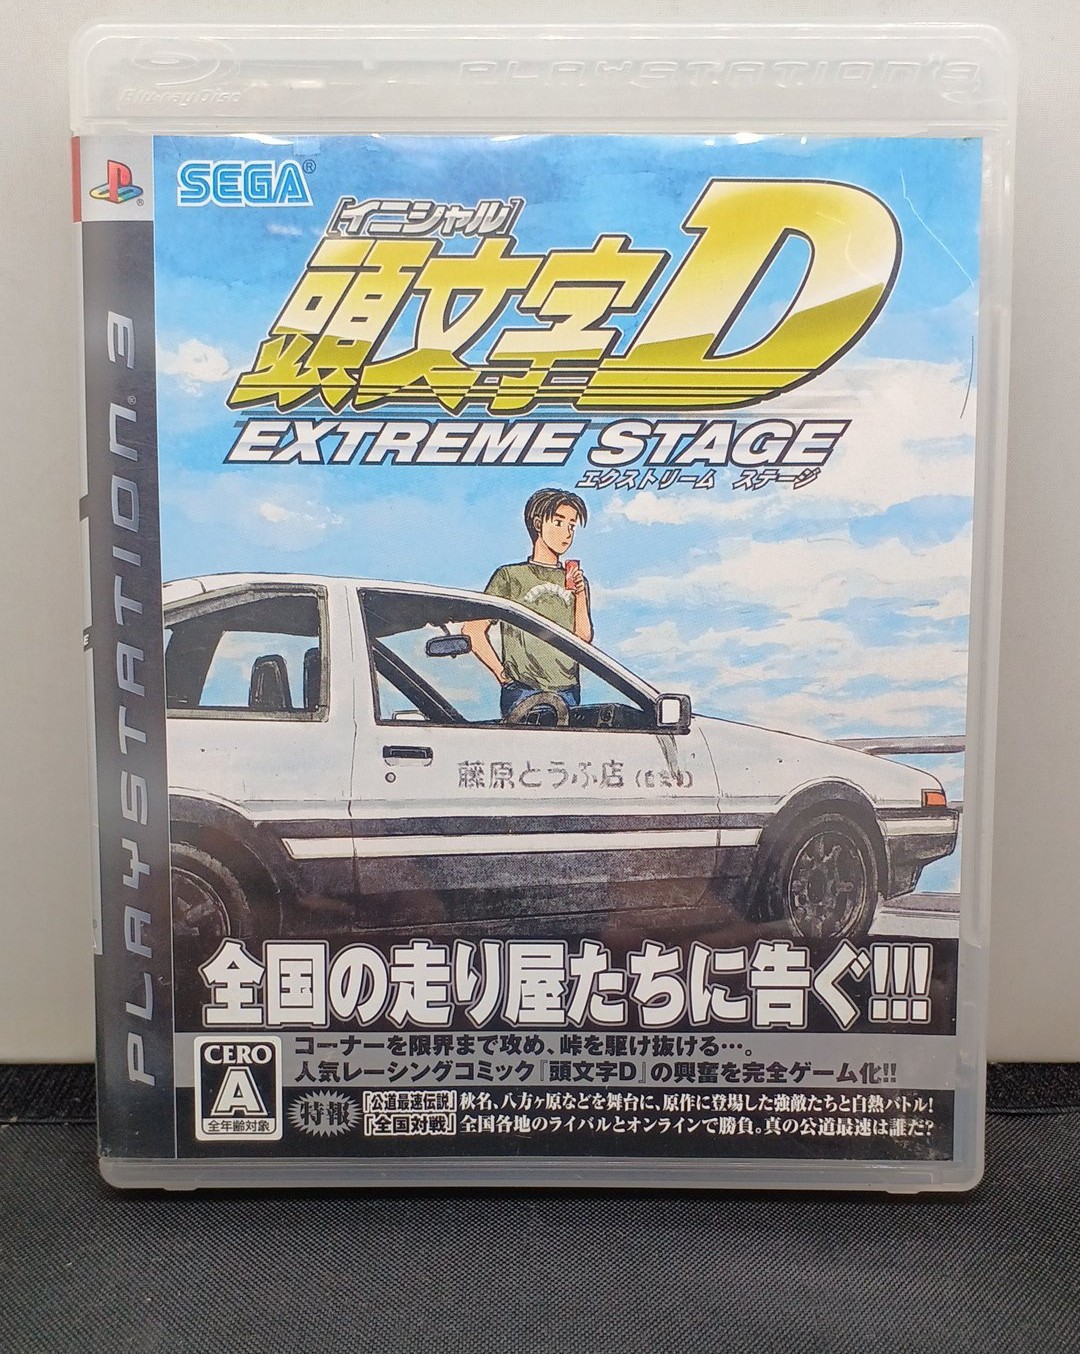 Blu-ray Disc
PLAYSTATION 3
PLAYSTATION 3
SEGA®
[イニシャル]
頭文字D
EXTREME STAGE
エクストリーム ステージ
藤原とうふ店(自家用)
全国の走り屋たちに告ぐ!!!
コーナーを限界まで攻め、峠を駆け抜ける…。
人気レーシングコミック『頭文字D』の興奮を完全ゲーム化!!
CERO
A
全年齢対象
特報
「公道最速伝説」秋名、八方ヶ原などを舞台に、原作に登場した強敵たちと白熱バトル!
「全国対戦」全国各地のライバルとオンラインで勝負。真の公道最速は誰だ?